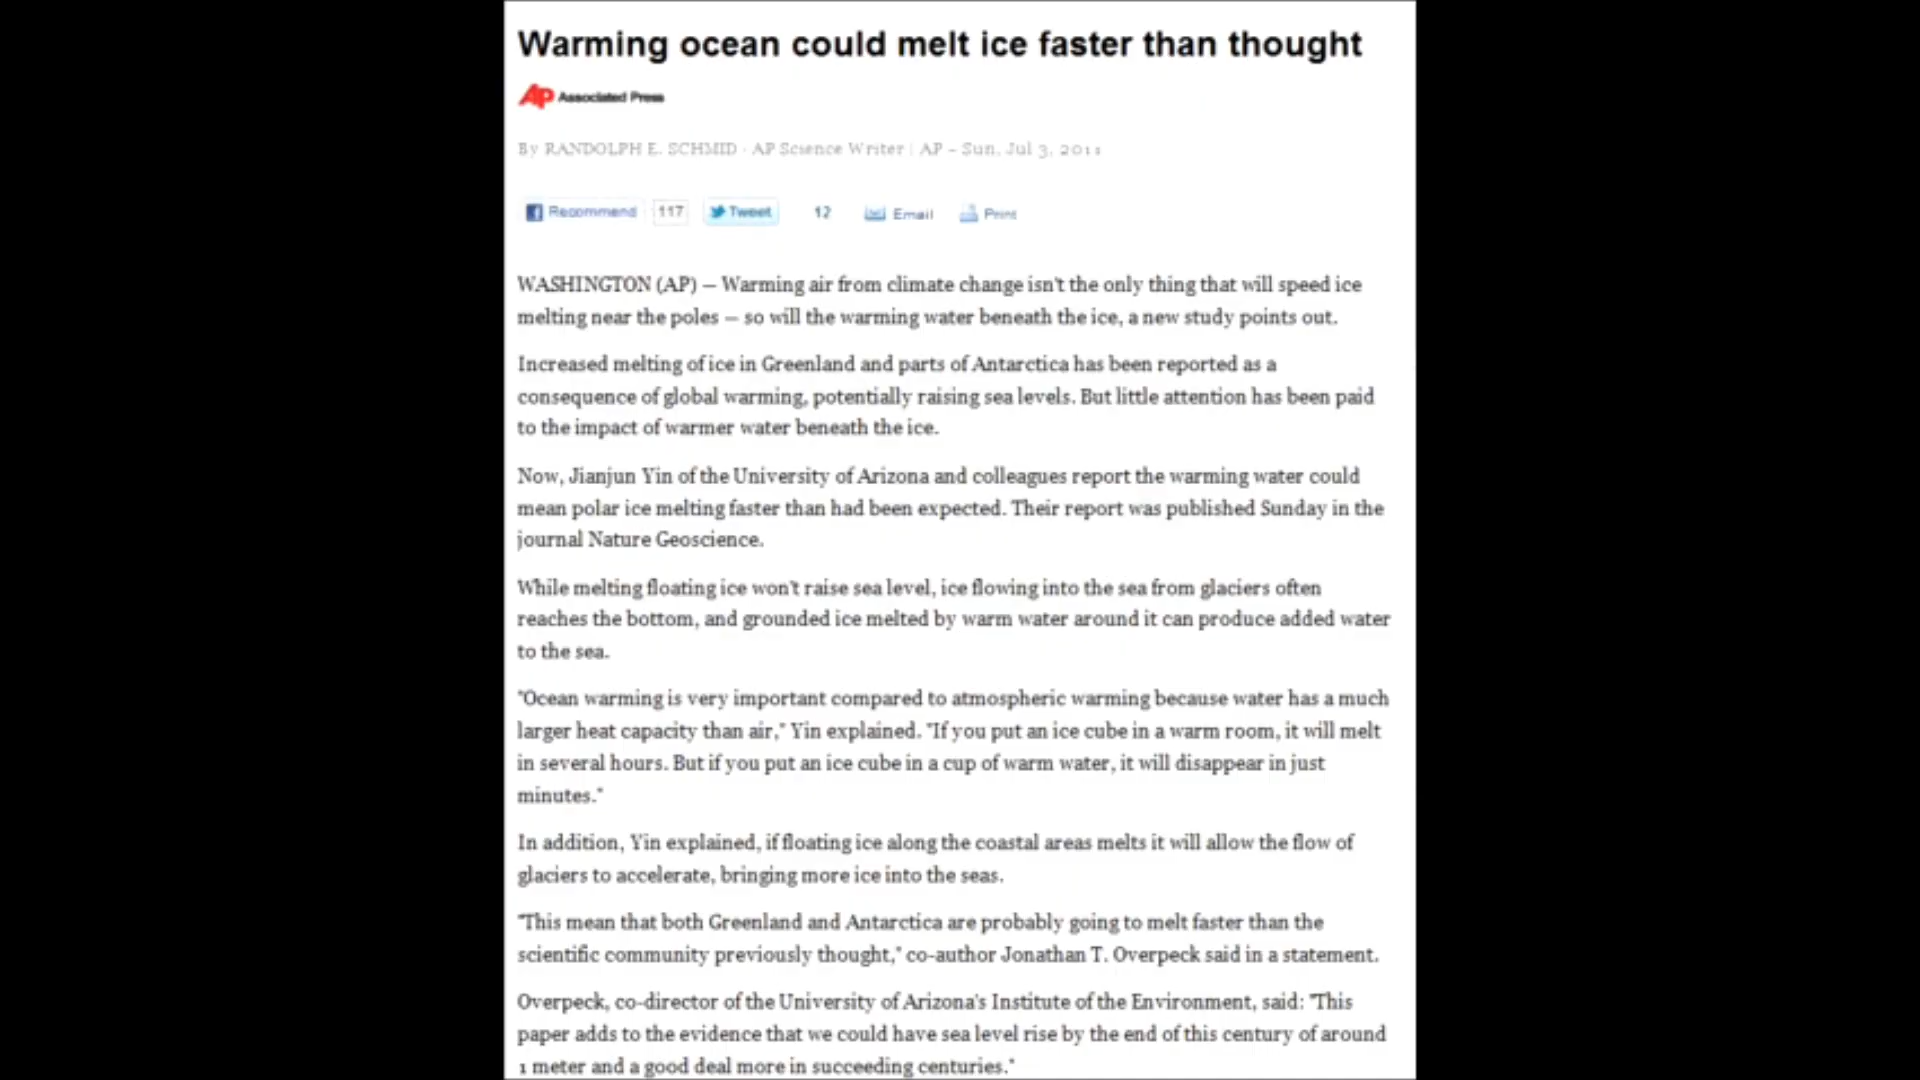 Warming ocean could melt ice faster than thought
AP Associated Press
By RANDOLPH E. SCHMID - AP Science Writer | AP – Sun, Jul 3, 2011
Recommend 117 Tweet 12 Email Print
WASHINGTON (AP) — Warming air from climate change isn't the only thing that will speed ice
melting near the poles — so will the warming water beneath the ice, a new study points out.
Increased melting of ice in Greenland and parts of Antarctica has been reported as a
consequence of global warming, potentially raising sea levels. But little attention has been paid
to the impact of warmer water beneath the ice.
Now, Jianjun Yin of the University of Arizona and colleagues report the warming water could
mean polar ice melting faster than had been expected. Their report was published Sunday in the
journal Nature Geoscience.
While melting floating ice won't raise sea level, ice flowing into the sea from glaciers often
reaches the bottom, and grounded ice melted by warm water around it can produce added water
to the sea.
"Ocean warming is very important compared to atmospheric warming because water has a much
larger heat capacity than air," Yin explained. "If you put an ice cube in a warm room, it will melt
in several hours. But if you put an ice cube in a cup of warm water, it will disappear in just
minutes."
In addition, Yin explained, if floating ice along the coastal areas melts it will allow the flow of
glaciers to accelerate, bringing more ice into the seas.
"This mean that both Greenland and Antarctica are probably going to melt faster than the
scientific community previously thought," co-author Jonathan T. Overpeck said in a statement.
Overpeck, co-director of the University of Arizona's Institute of the Environment, said: "This
paper adds to the evidence that we could have sea level rise by the end of this century of around
1 meter and a good deal more in succeeding centuries."